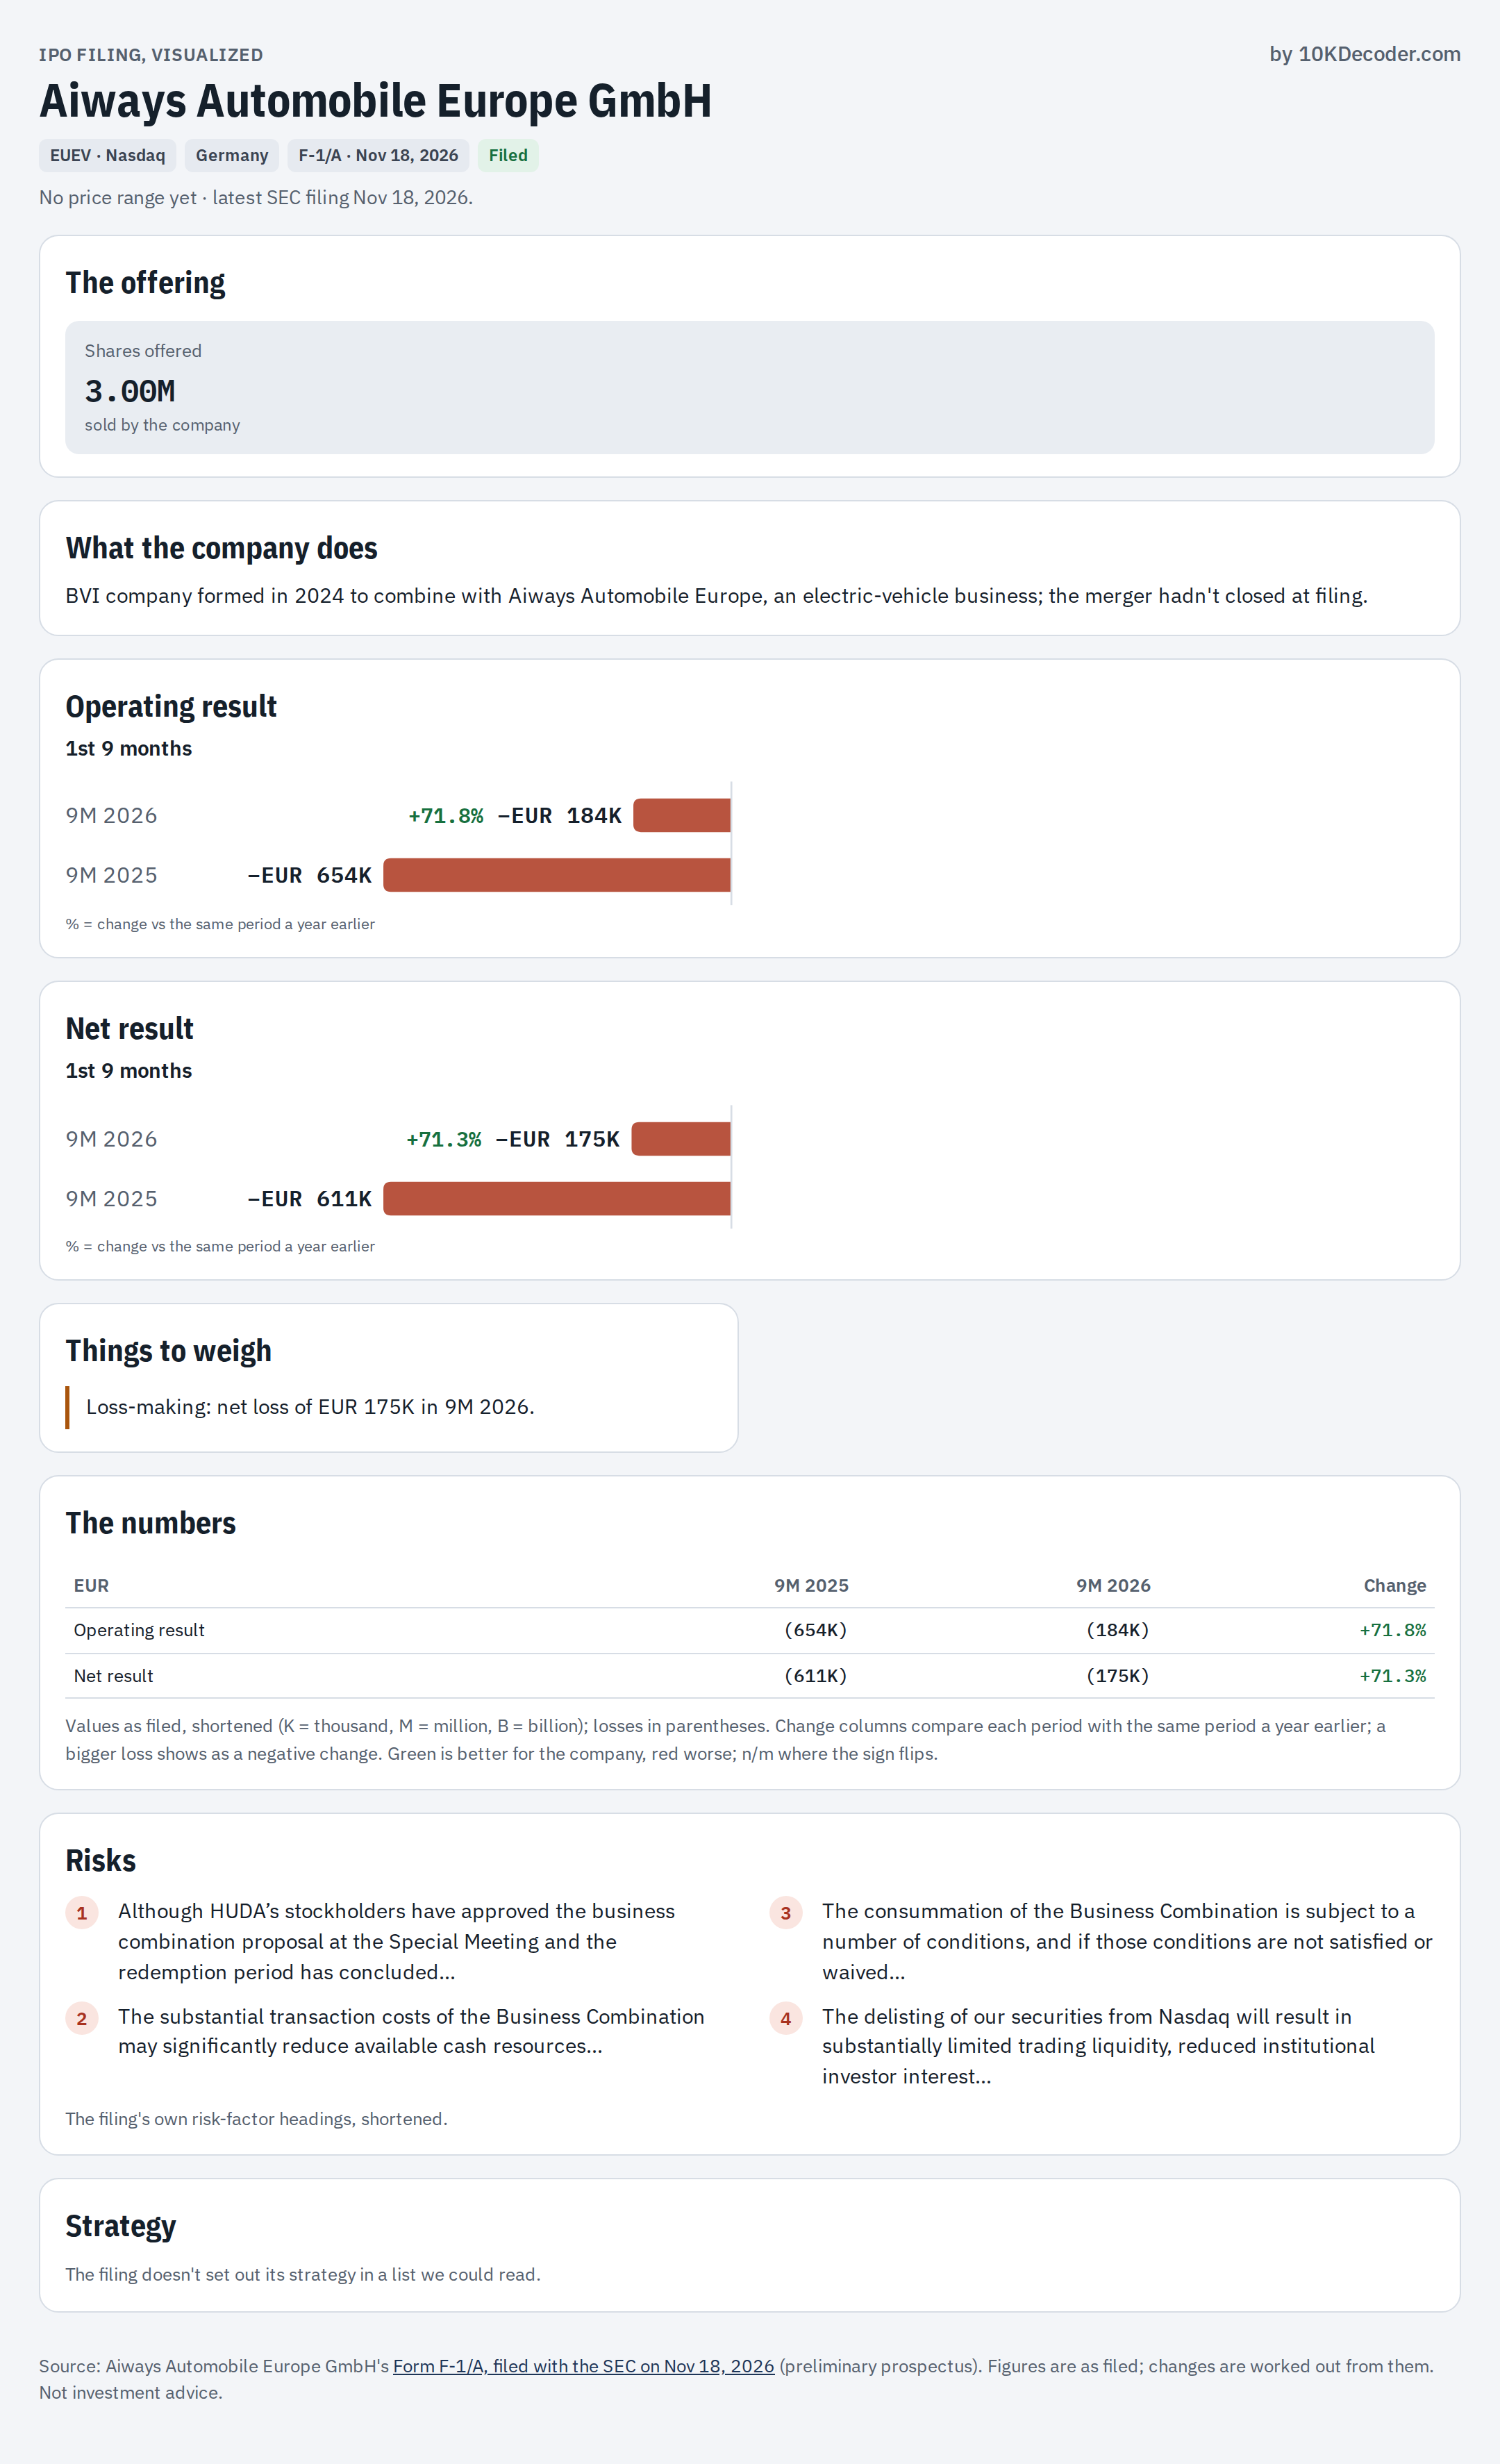 IPO FILING, VISUALIZED
by 10KDecoder.com
Aiways Automobile Europe GmbH
EUEV · Nasdaq
Germany
F-1/A · Nov 18, 2026
Filed
No price range yet · latest SEC filing Nov 18, 2026.
The offering
Shares offered
3.00M
sold by the company
What the company does
BVI company formed in 2024 to combine with Aiways Automobile Europe, an electric-vehicle business; the merger hadn't closed at filing.
Operating result
1st 9 months
9M 2026 +71.8% −EUR 184K
9M 2025 −EUR 654K
% = change vs the same period a year earlier
Net result
1st 9 months
9M 2026 +71.3% −EUR 175K
9M 2025 −EUR 611K
% = change vs the same period a year earlier
Things to weigh
Loss-making: net loss of EUR 175K in 9M 2026.
The numbers
EUR 9M 2025 9M 2026 Change
Operating result (654K) (184K) +71.8%
Net result (611K) (175K) +71.3%
Values as filed, shortened (K = thousand, M = million, B = billion); losses in parentheses. Change columns compare each period with the same period a year earlier; a
bigger loss shows as a negative change. Green is better for the company, red worse; n/m where the sign flips.
Risks
1 Although HUDA’s stockholders have approved the business
combination proposal at the Special Meeting and the
redemption period has concluded…
2 The substantial transaction costs of the Business Combination
may significantly reduce available cash resources…
3 The consummation of the Business Combination is subject to a
number of conditions, and if those conditions are not satisfied or
waived…
4 The delisting of our securities from Nasdaq will result in
substantially limited trading liquidity, reduced institutional
investor interest…
The filing's own risk-factor headings, shortened.
Strategy
The filing doesn't set out its strategy in a list we could read.
Source: Aiways Automobile Europe GmbH's Form F-1/A, filed with the SEC on Nov 18, 2026 (preliminary prospectus). Figures are as filed; changes are worked out from them.
Not investment advice.